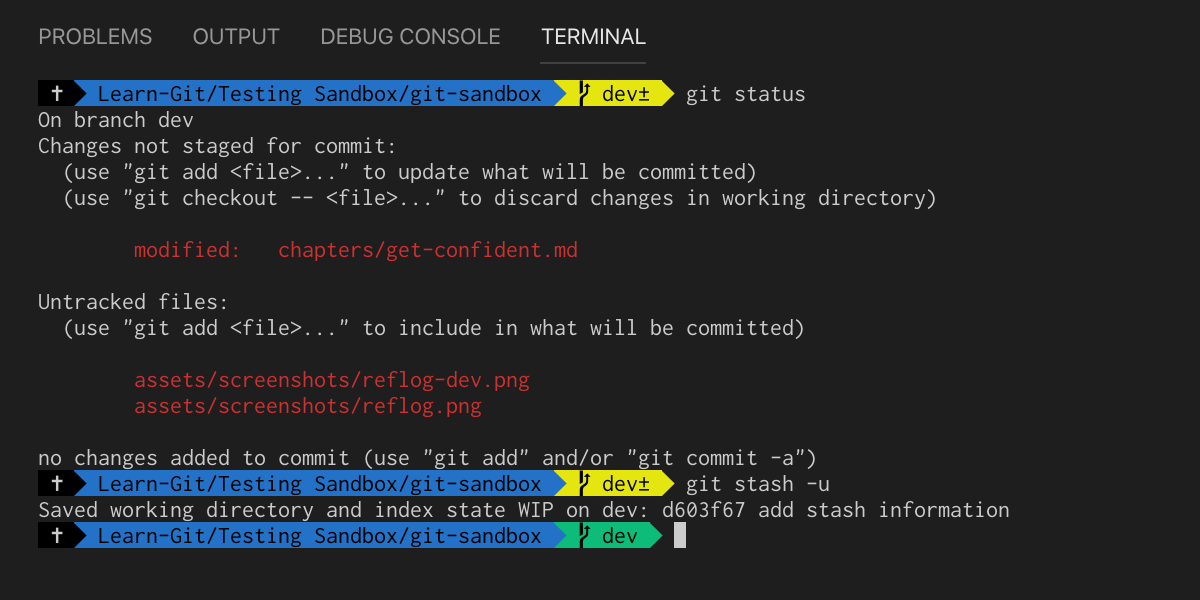 PROBLEMS OUTPUT DEBUG CONSOLE TERMINAL
✝ Learn-Git/Testing Sandbox/git-sandbox dev± git status
On branch dev
Changes not staged for commit:
  (use "git add <file>..." to update what will be committed)
  (use "git checkout -- <file>..." to discard changes in working directory)
modified:   chapters/get-confident.md
Untracked files:
  (use "git add <file>..." to include in what will be committed)
assets/screenshots/reflog-dev.png
assets/screenshots/reflog.png
no changes added to commit (use "git add" and/or "git commit -a")
✝ Learn-Git/Testing Sandbox/git-sandbox dev± git stash -u
Saved working directory and index state WIP on dev: d603f67 add stash information
✝ Learn-Git/Testing Sandbox/git-sandbox dev